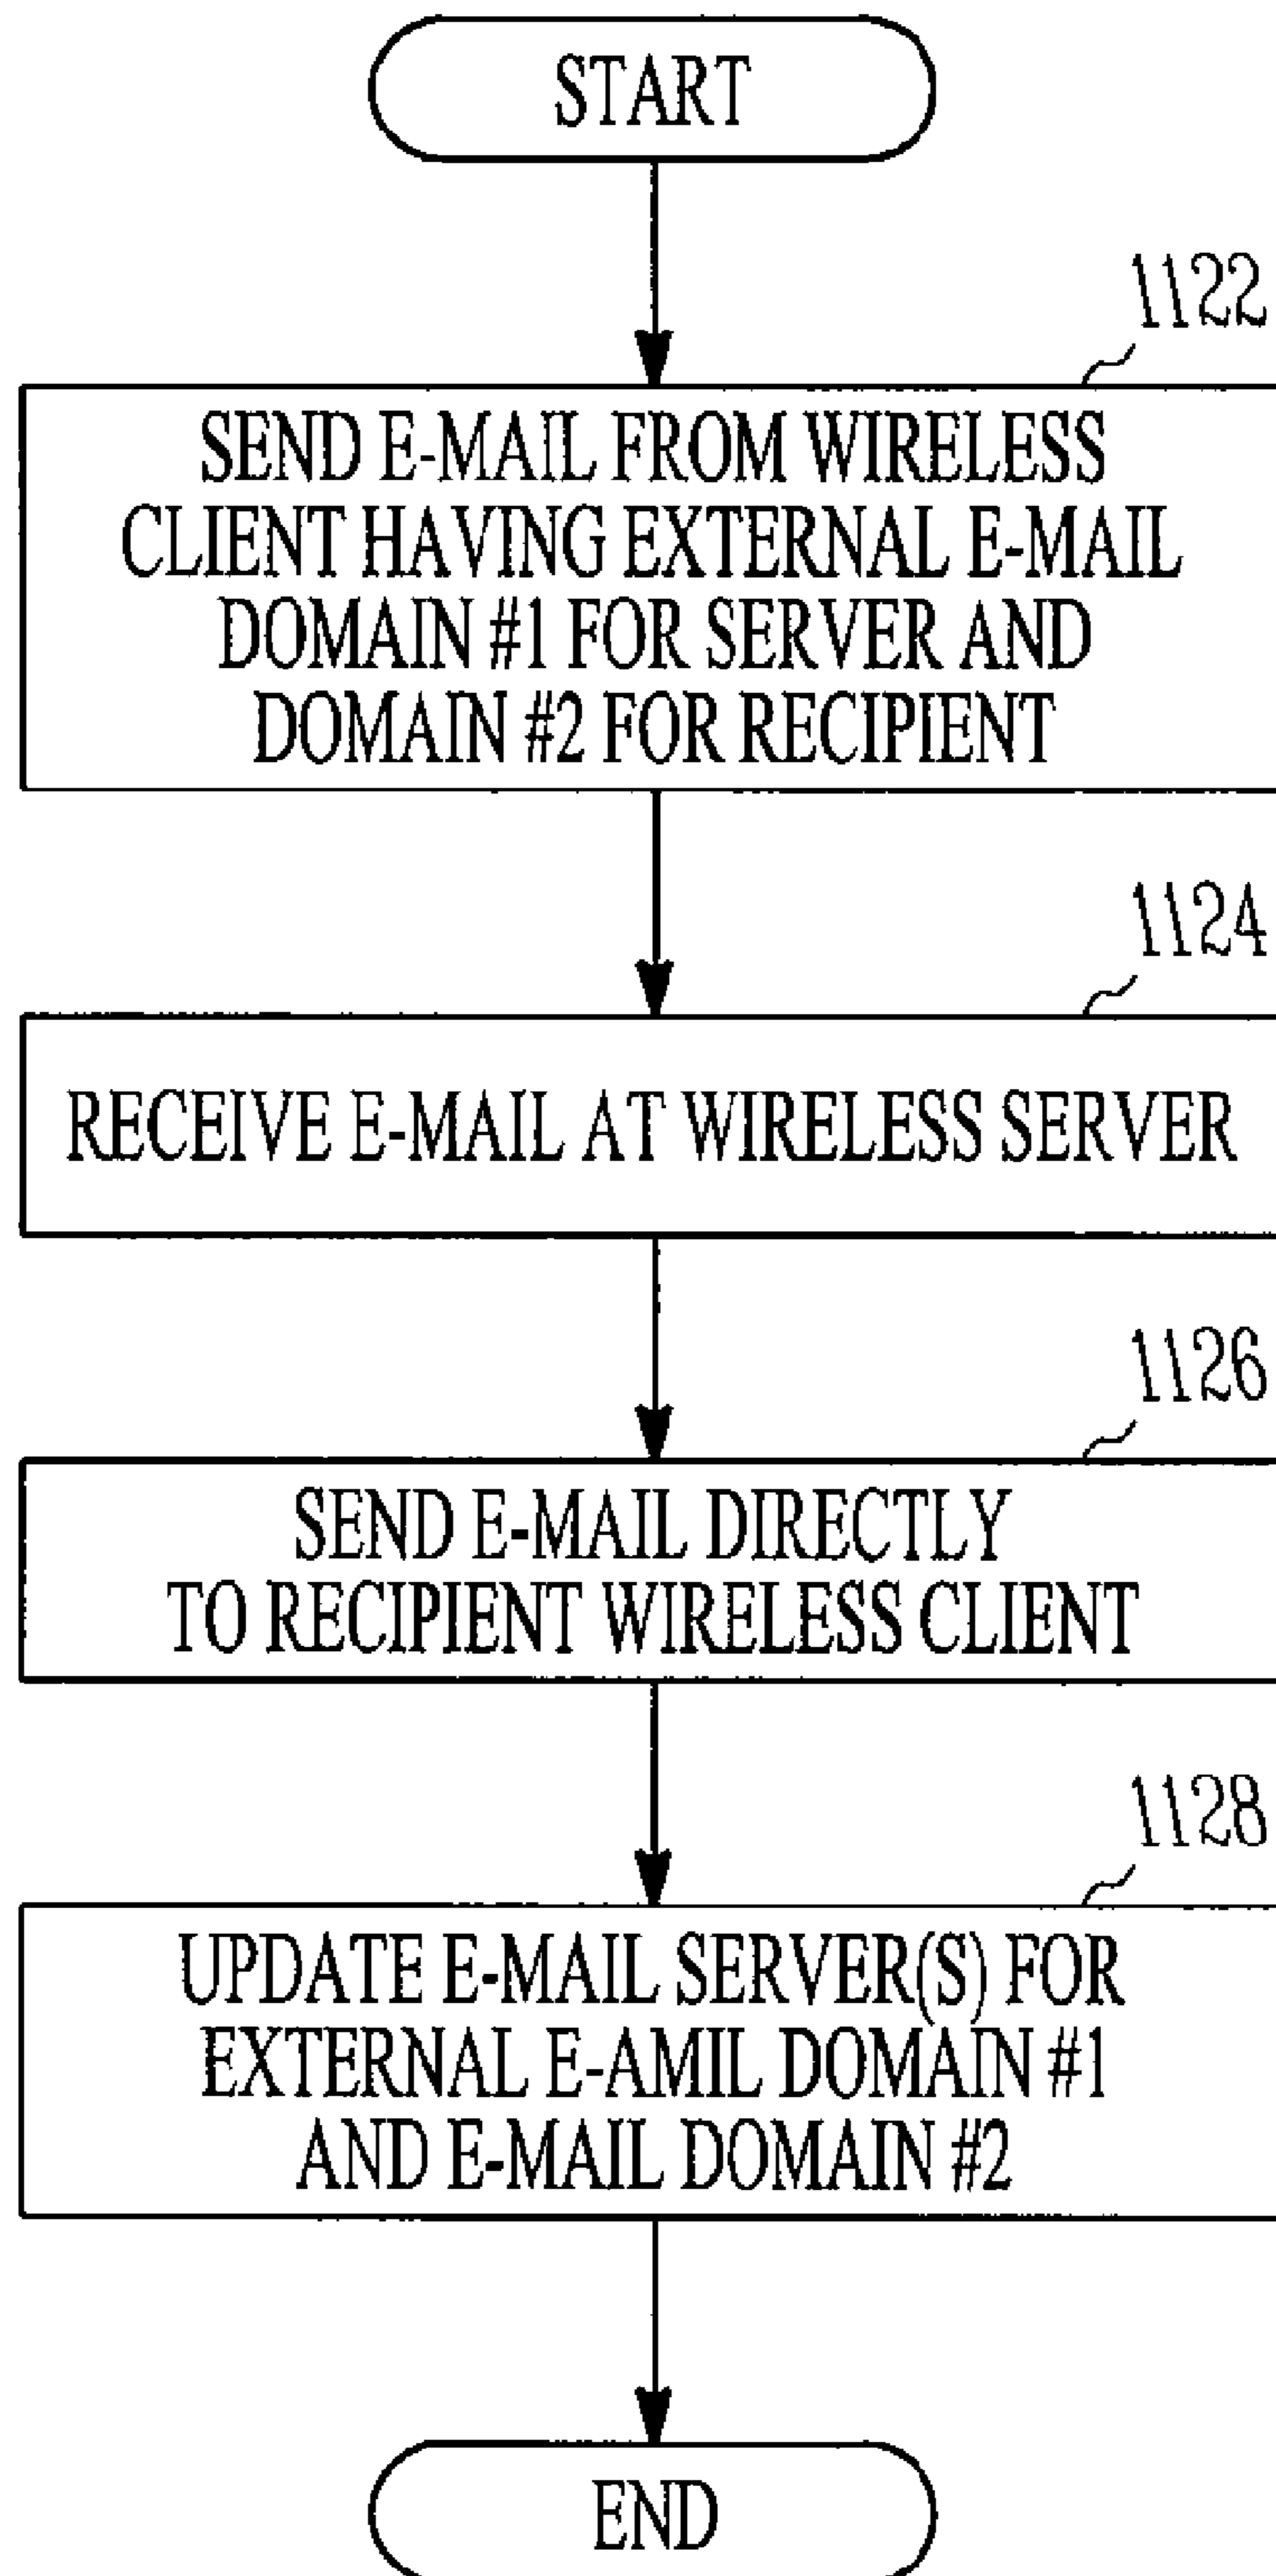 START
1122
SEND E-MAIL FROM WIRELESS
CLIENT HAVING EXTERNAL E-MAIL
DOMAIN #1 FOR SERVER AND
DOMAIN #2 FOR RECIPIENT
1124
RECEIVE E-MAIL AT WIRELESS SERVER
1126
SEND E-MAIL DIRECTLY
TO RECIPIENT WIRELESS CLIENT
1128
UPDATE E-MAIL SERVER(S) FOR
EXTERNAL E-AMIL DOMAIN #1
AND E-MAIL DOMAIN #2
END